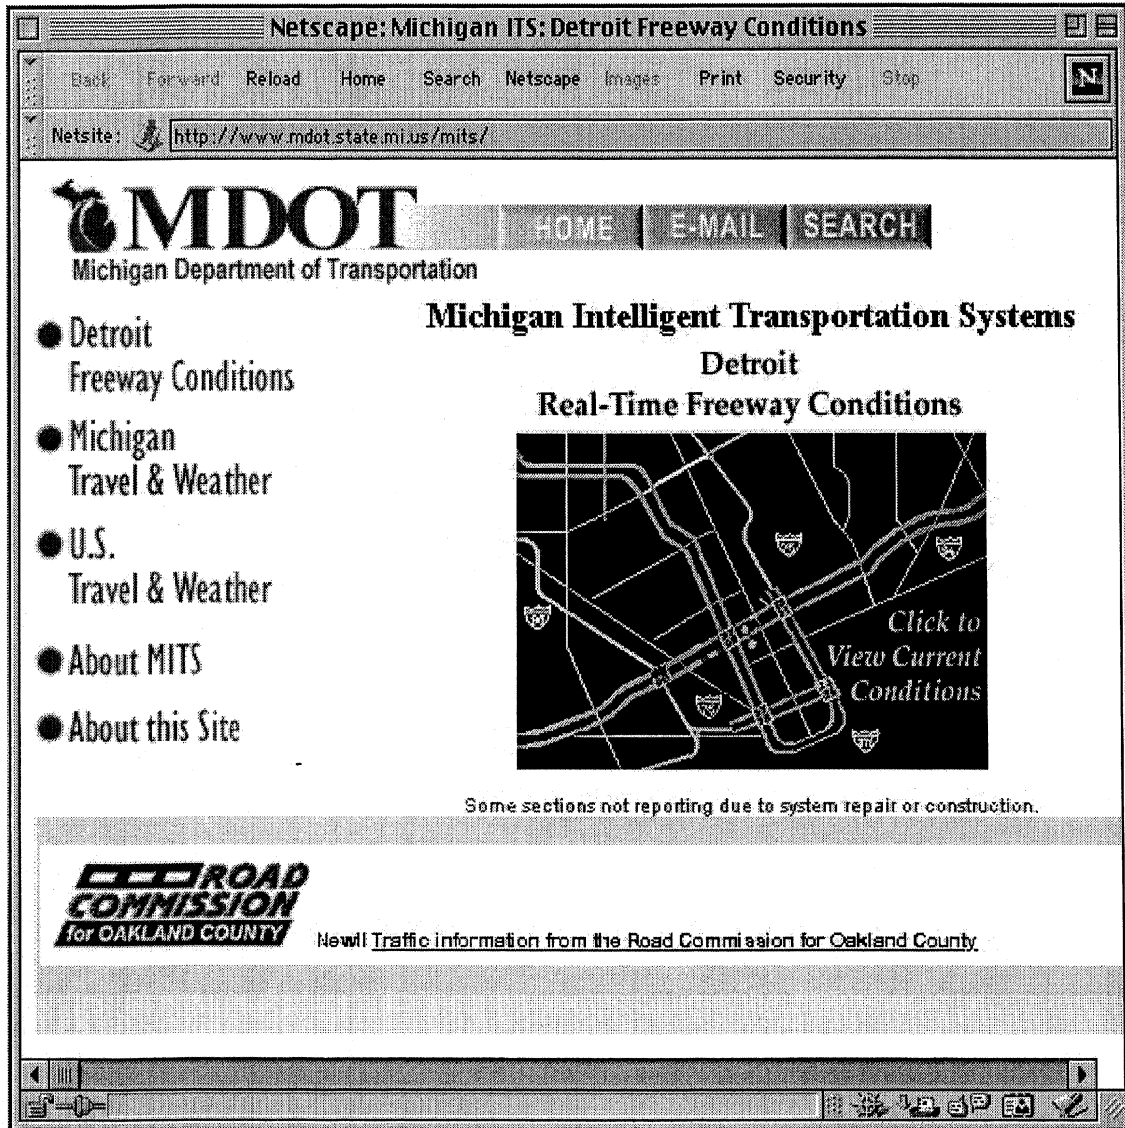 Netscape: Michigan ITS: Detroit Freeway Conditions
Back Forward Reload Home Search Netscape Images Print Security Stop
N
Netsite: http://www.mdot.state.mi.us/mits/
MDOT
HOME E-MAIL SEARCH
Michigan Department of Transportation
Michigan Intelligent Transportation Systems
Detroit
Real-Time Freeway Conditions
Detroit
Freeway Conditions
Michigan
Travel & Weather
U.S.
Travel & Weather
About MITS
About this Site
Click to
View Current
Conditions
Some sections not reporting due to system repair or construction.
ROAD
COMMISSION
for OAKLAND COUNTY
New!! Traffic information from the Road Commission for Oakland County